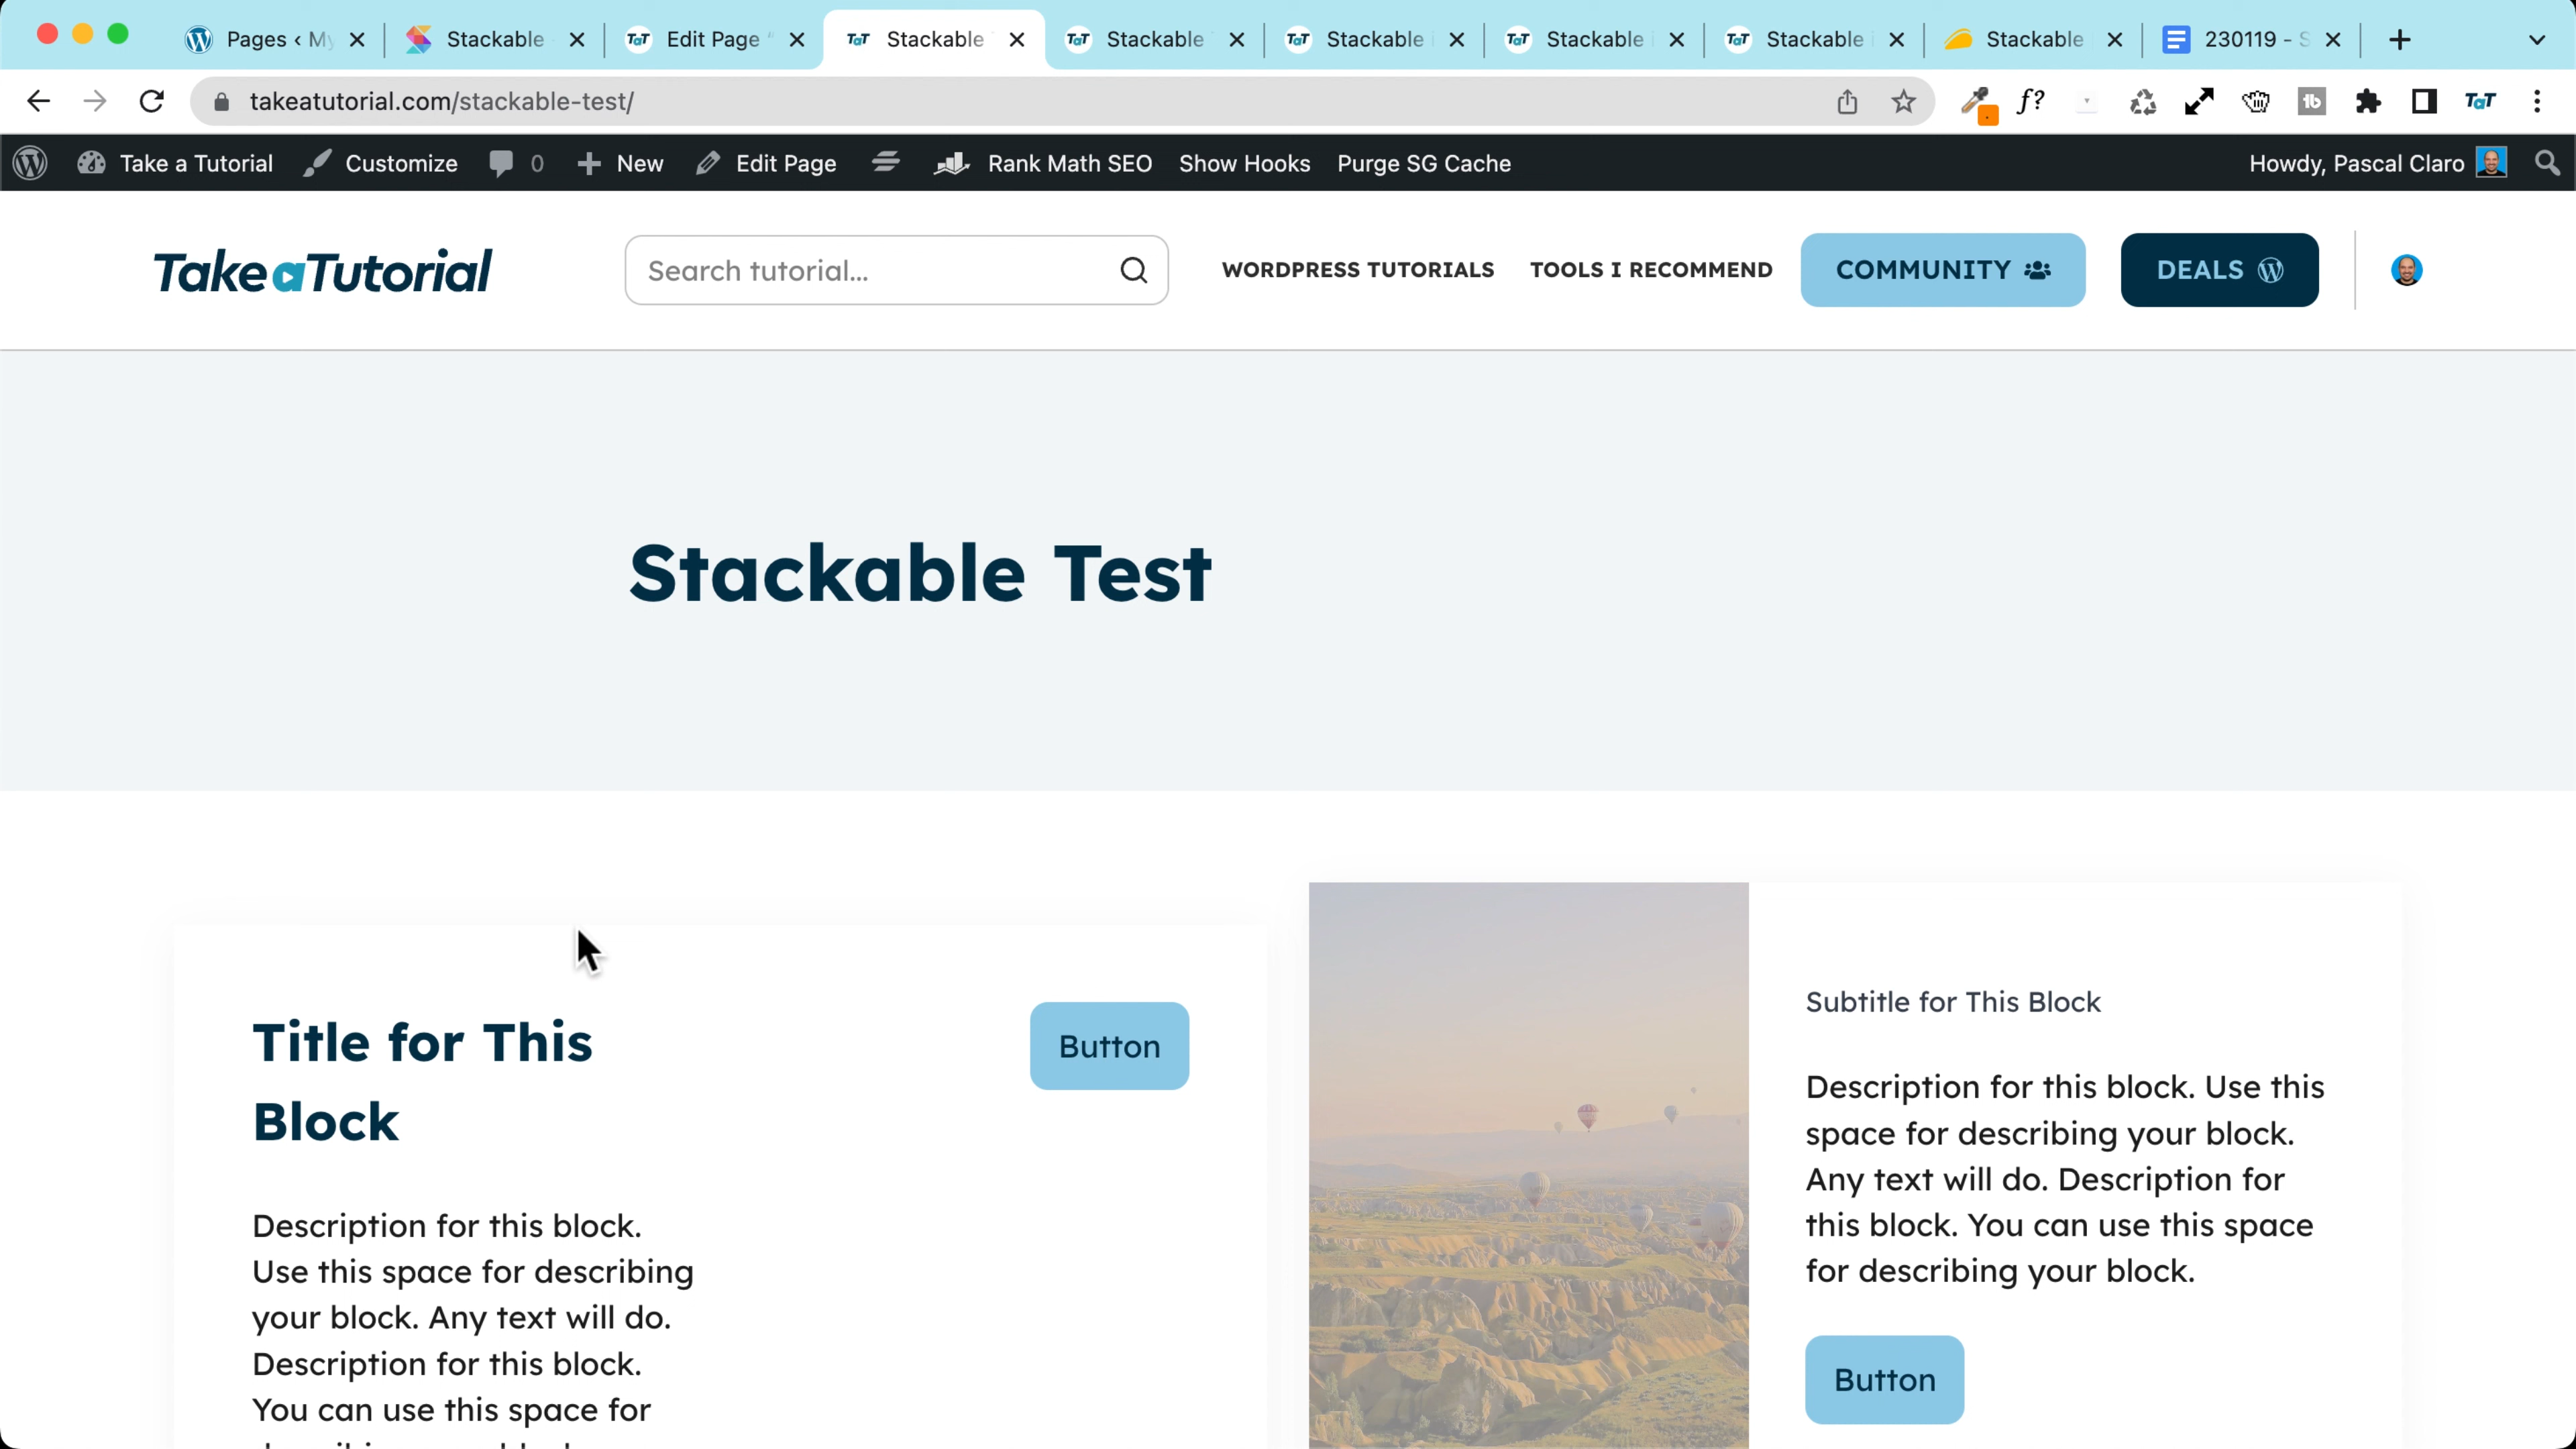 Pages ‹ My
Stackable
Edit Page "
Stackable
Stackable
Stackable
Stackable
Stackable
Stackable
230119 - S
takeatutorial.com/stackable-test/
f?
tb
TaT
Take a Tutorial
Customize
0
New
Edit Page
Rank Math SEO
Show Hooks
Purge SG Cache
Howdy, Pascal Claro
TakeaTutorial
Search tutorial...
WORDPRESS TUTORIALS
TOOLS I RECOMMEND
COMMUNITY
DEALS
Stackable Test
Title for This
Block
Button
Description for this block.
Use this space for describing
your block. Any text will do.
Description for this block.
You can use this space for
Subtitle for This Block
Description for this block. Use this
space for describing your block.
Any text will do. Description for
this block. You can use this space
for describing your block.
Button